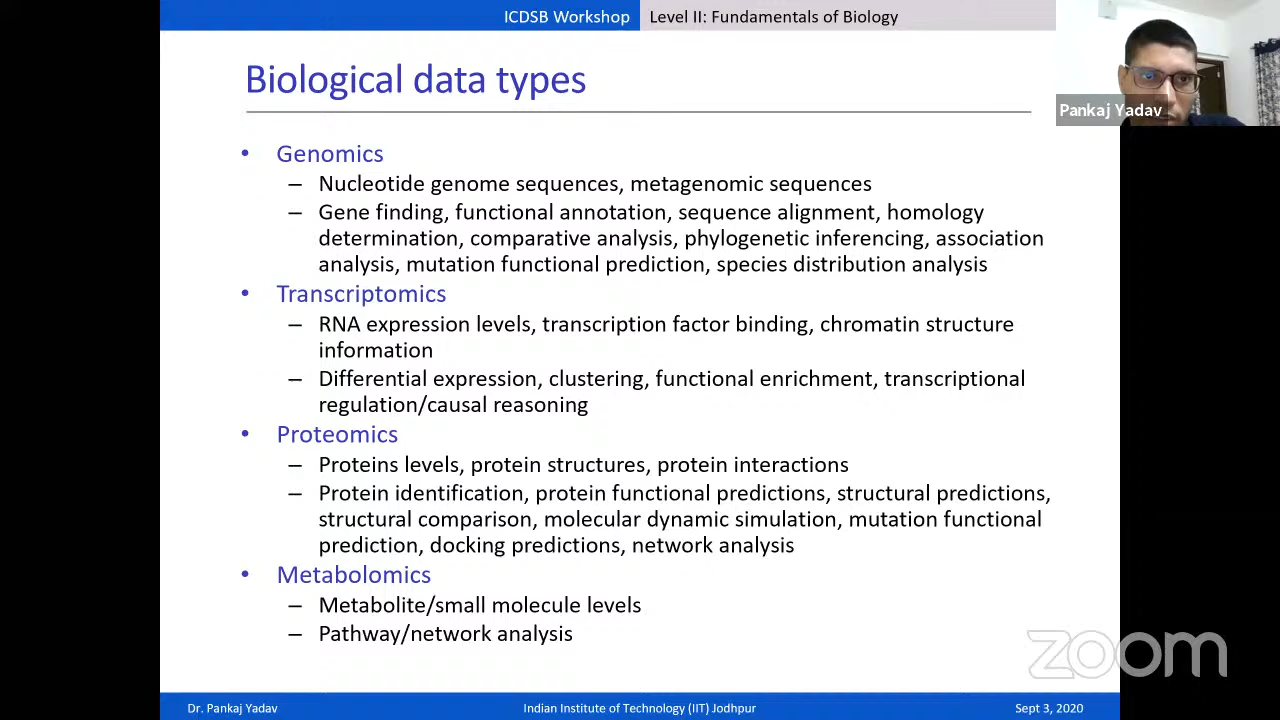 ICDSB Workshop Level II: Fundamentals of Biology
Biological data types
Pankaj Yadav
• Genomics
– Nucleotide genome sequences, metagenomic sequences
– Gene finding, functional annotation, sequence alignment, homology
determination, comparative analysis, phylogenetic inferencing, association
analysis, mutation functional prediction, species distribution analysis
• Transcriptomics
– RNA expression levels, transcription factor binding, chromatin structure
information
– Differential expression, clustering, functional enrichment, transcriptional
regulation/causal reasoning
• Proteomics
– Proteins levels, protein structures, protein interactions
– Protein identification, protein functional predictions, structural predictions,
structural comparison, molecular dynamic simulation, mutation functional
prediction, docking predictions, network analysis
• Metabolomics
– Metabolite/small molecule levels
– Pathway/network analysis
zoom
Dr. Pankaj Yadav Indian Institute of Technology (IIT) Jodhpur Sept 3, 2020